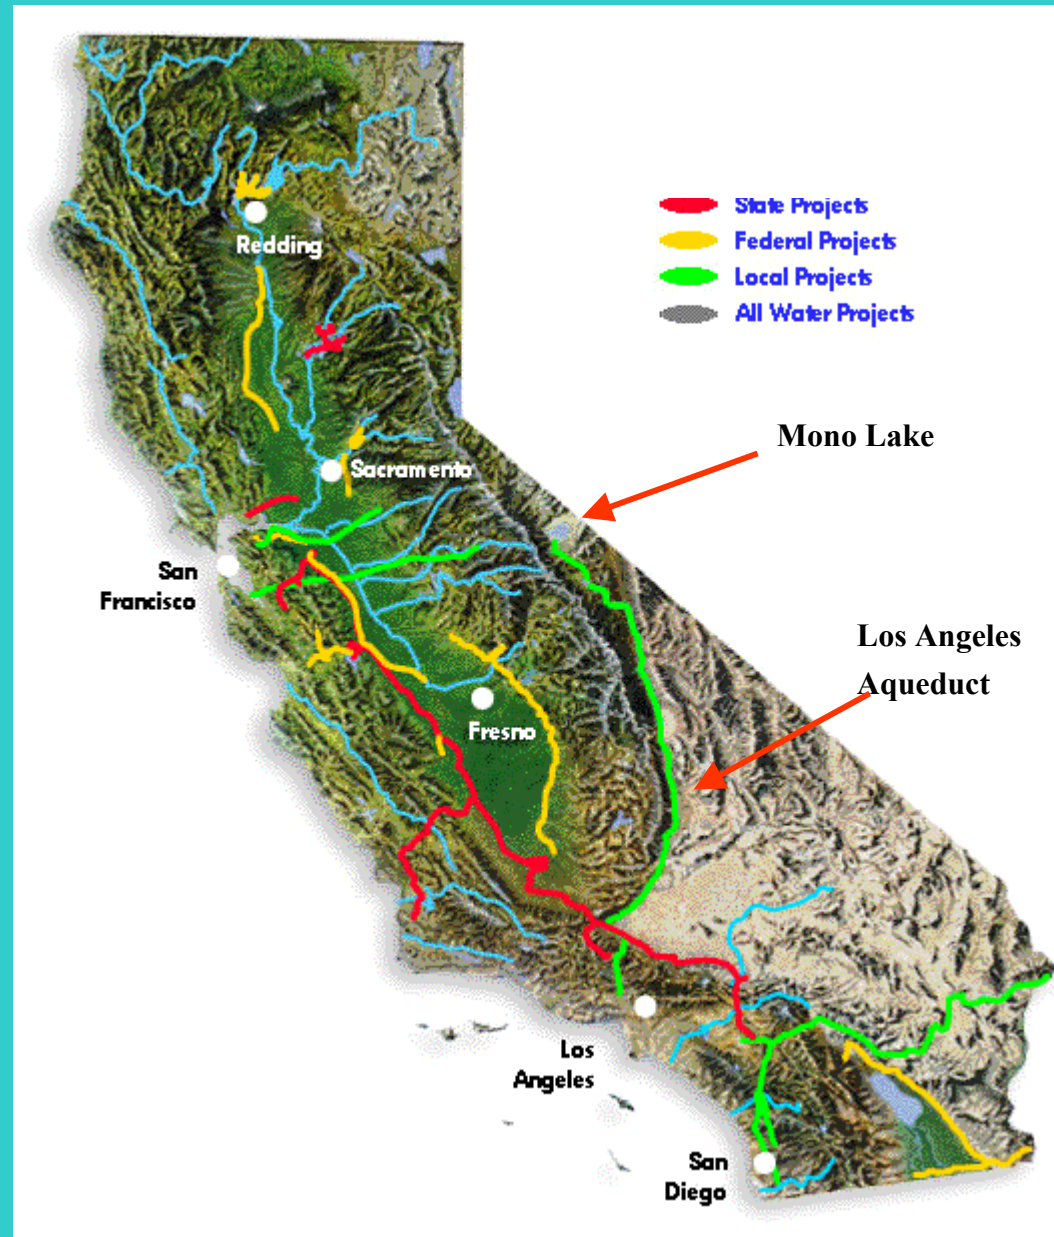 State Projects
Federal Projects
Local Projects
All Water Projects
Redding
Mono Lake
Sacramento
San
Francisco
Los Angeles
Aqueduct
Fresno
Los
Angeles
San
Diego